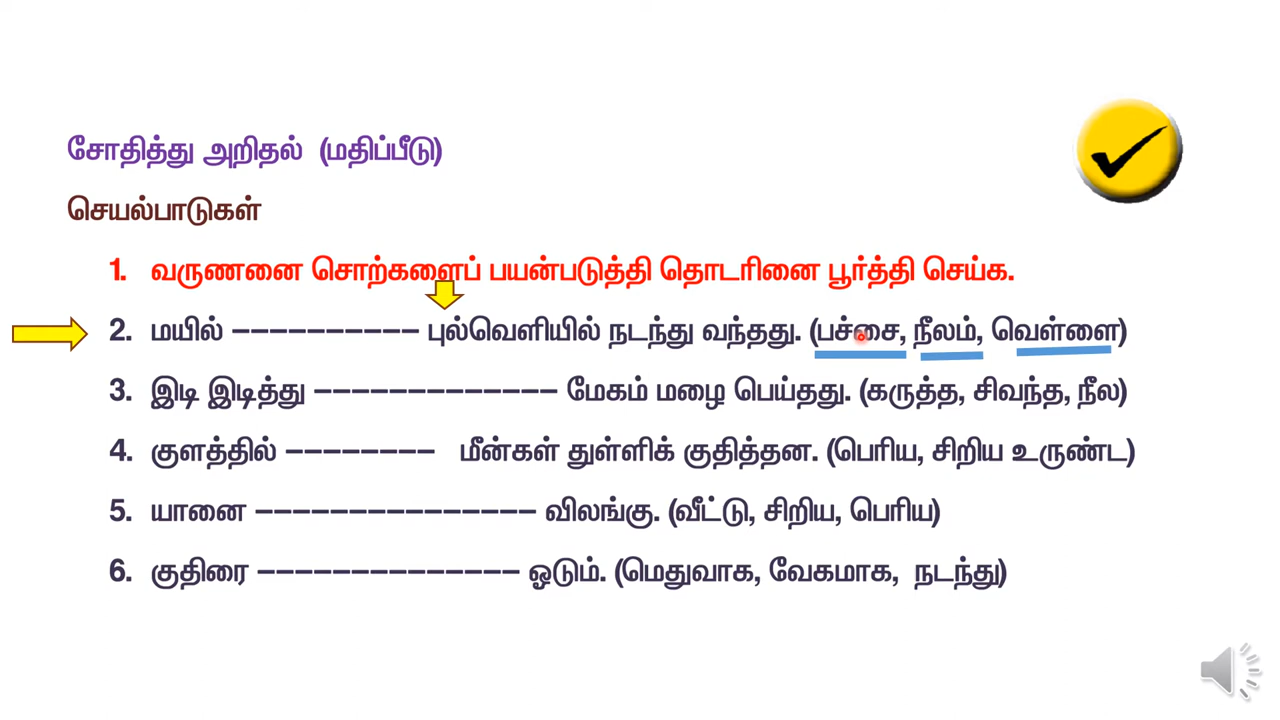 சோதித்து அறிதல் (மதிப்பீடு)
செயல்பாடுகள்
1. வருணனை சொற்களைப் பயன்படுத்தி தொடரினை பூர்த்தி செய்க.
2. மயில் ---------- புல்வெளியில் நடந்து வந்தது. (பச்சை, நீலம், வெள்ளை)
3. இடி இடித்து ------------- மேகம் மழை பெய்தது. (கருத்த, சிவந்த, நீல)
4. குளத்தில் -------- மீன்கள் துள்ளிக் குதித்தன. (பெரிய, சிறிய உருண்ட)
5. யானை --------------- விலங்கு. (வீட்டு, சிறிய, பெரிய)
6. குதிரை -------------- ஓடும். (மெதுவாக, வேகமாக, நடந்து)